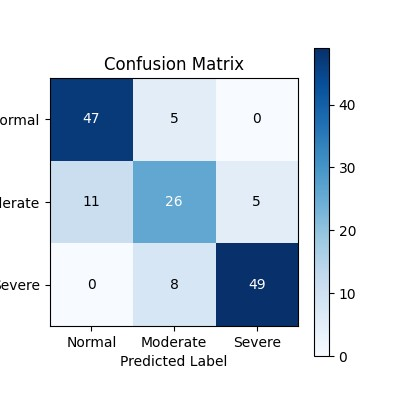 Confusion Matrix
ormal 47 5 0
erate 11 26 5
evere 0 8 49
Normal Moderate Severe
Predicted Label
40
30
20
10
0